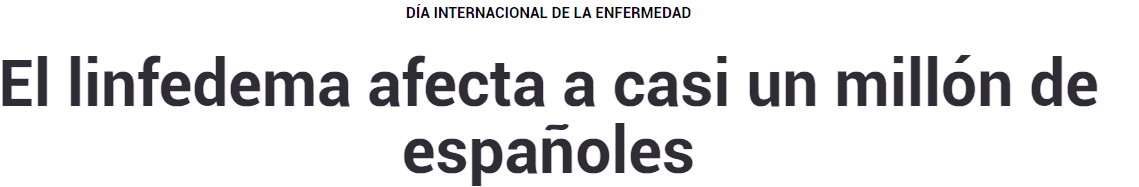 DÍA INTERNACIONAL DE LA ENFERMEDAD
El linfedema afecta a casi un millón de
españoles